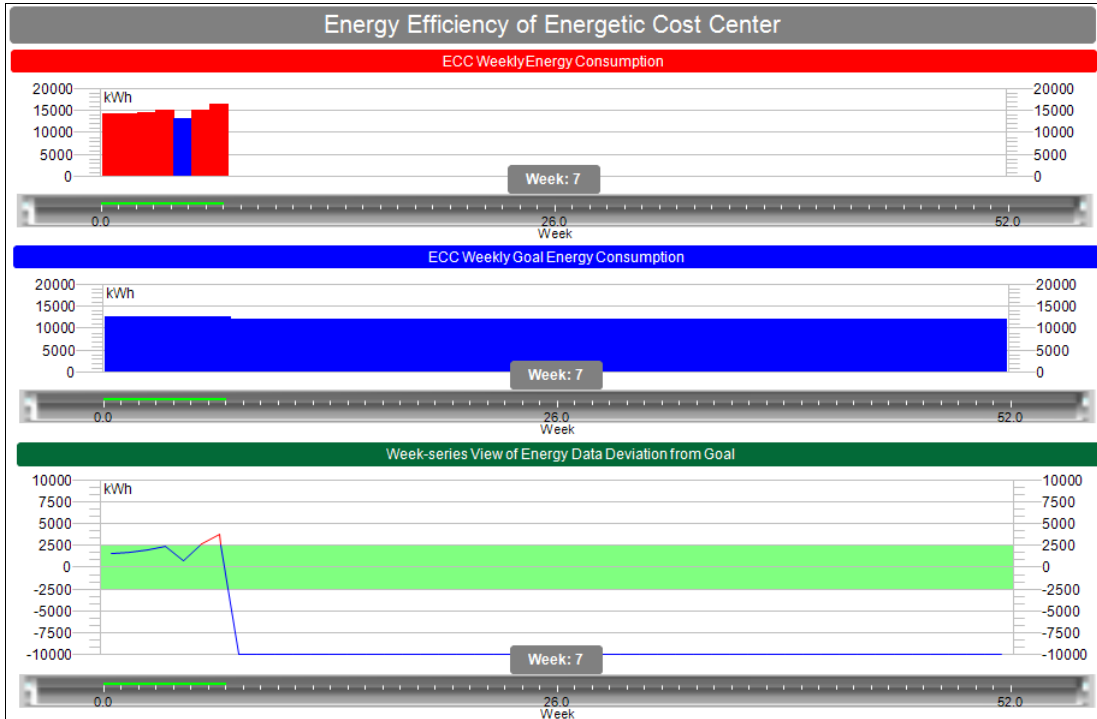 Energy Efficiency of Energetic Cost Center
ECC WeeklyEnergy Consumption
20000 kWh 20000
15000 15000
10000 10000
5000 5000
0 0
Week: 7
0.0 26.0 52.0
Week
ECC Weekly Goal Energy Consumption
20000 kWh 20000
15000 15000
10000 10000
5000 5000
0 0
Week: 7
0.0 26.0 52.0
Week
Week-series View of Energy Data Deviation from Goal
10000 kWh 10000
7500 7500
5000 5000
2500 2500
0 0
-2500 -2500
-5000 -5000
-7500 -7500
-10000 -10000
Week: 7
0.0 26.0 52.0
Week